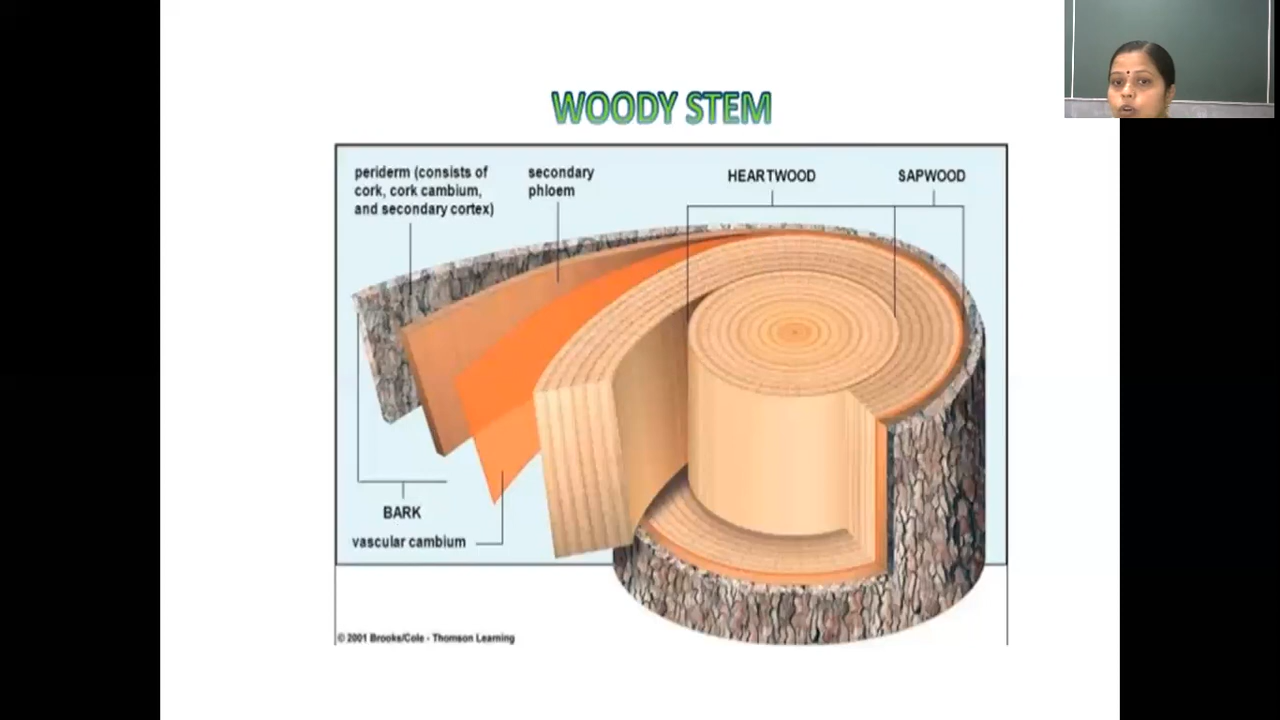 WOODY STEM
periderm (consists of
cork, cork cambium,
and secondary cortex)
secondary
phloem
HEARTWOOD
SAPWOOD
BARK
vascular cambium
© 2001 Brooks/Cole - Thomson Learning